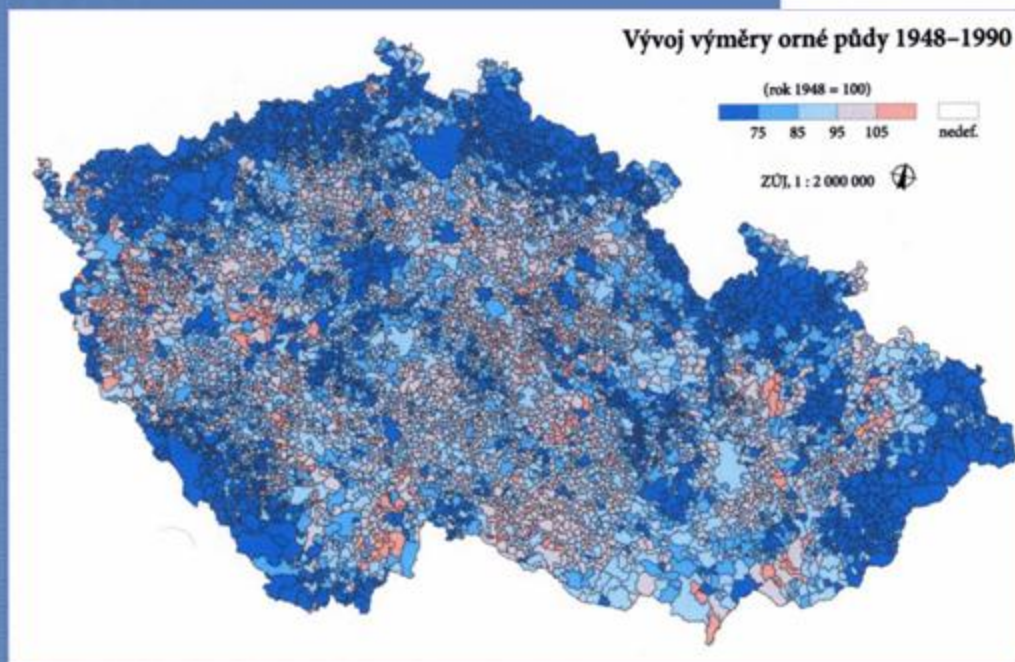 Vývoj výměry orné půdy 1948–1990
(rok 1948 = 100)
75 85 95 105 nedef.
ZÚJ, 1 : 2 000 000